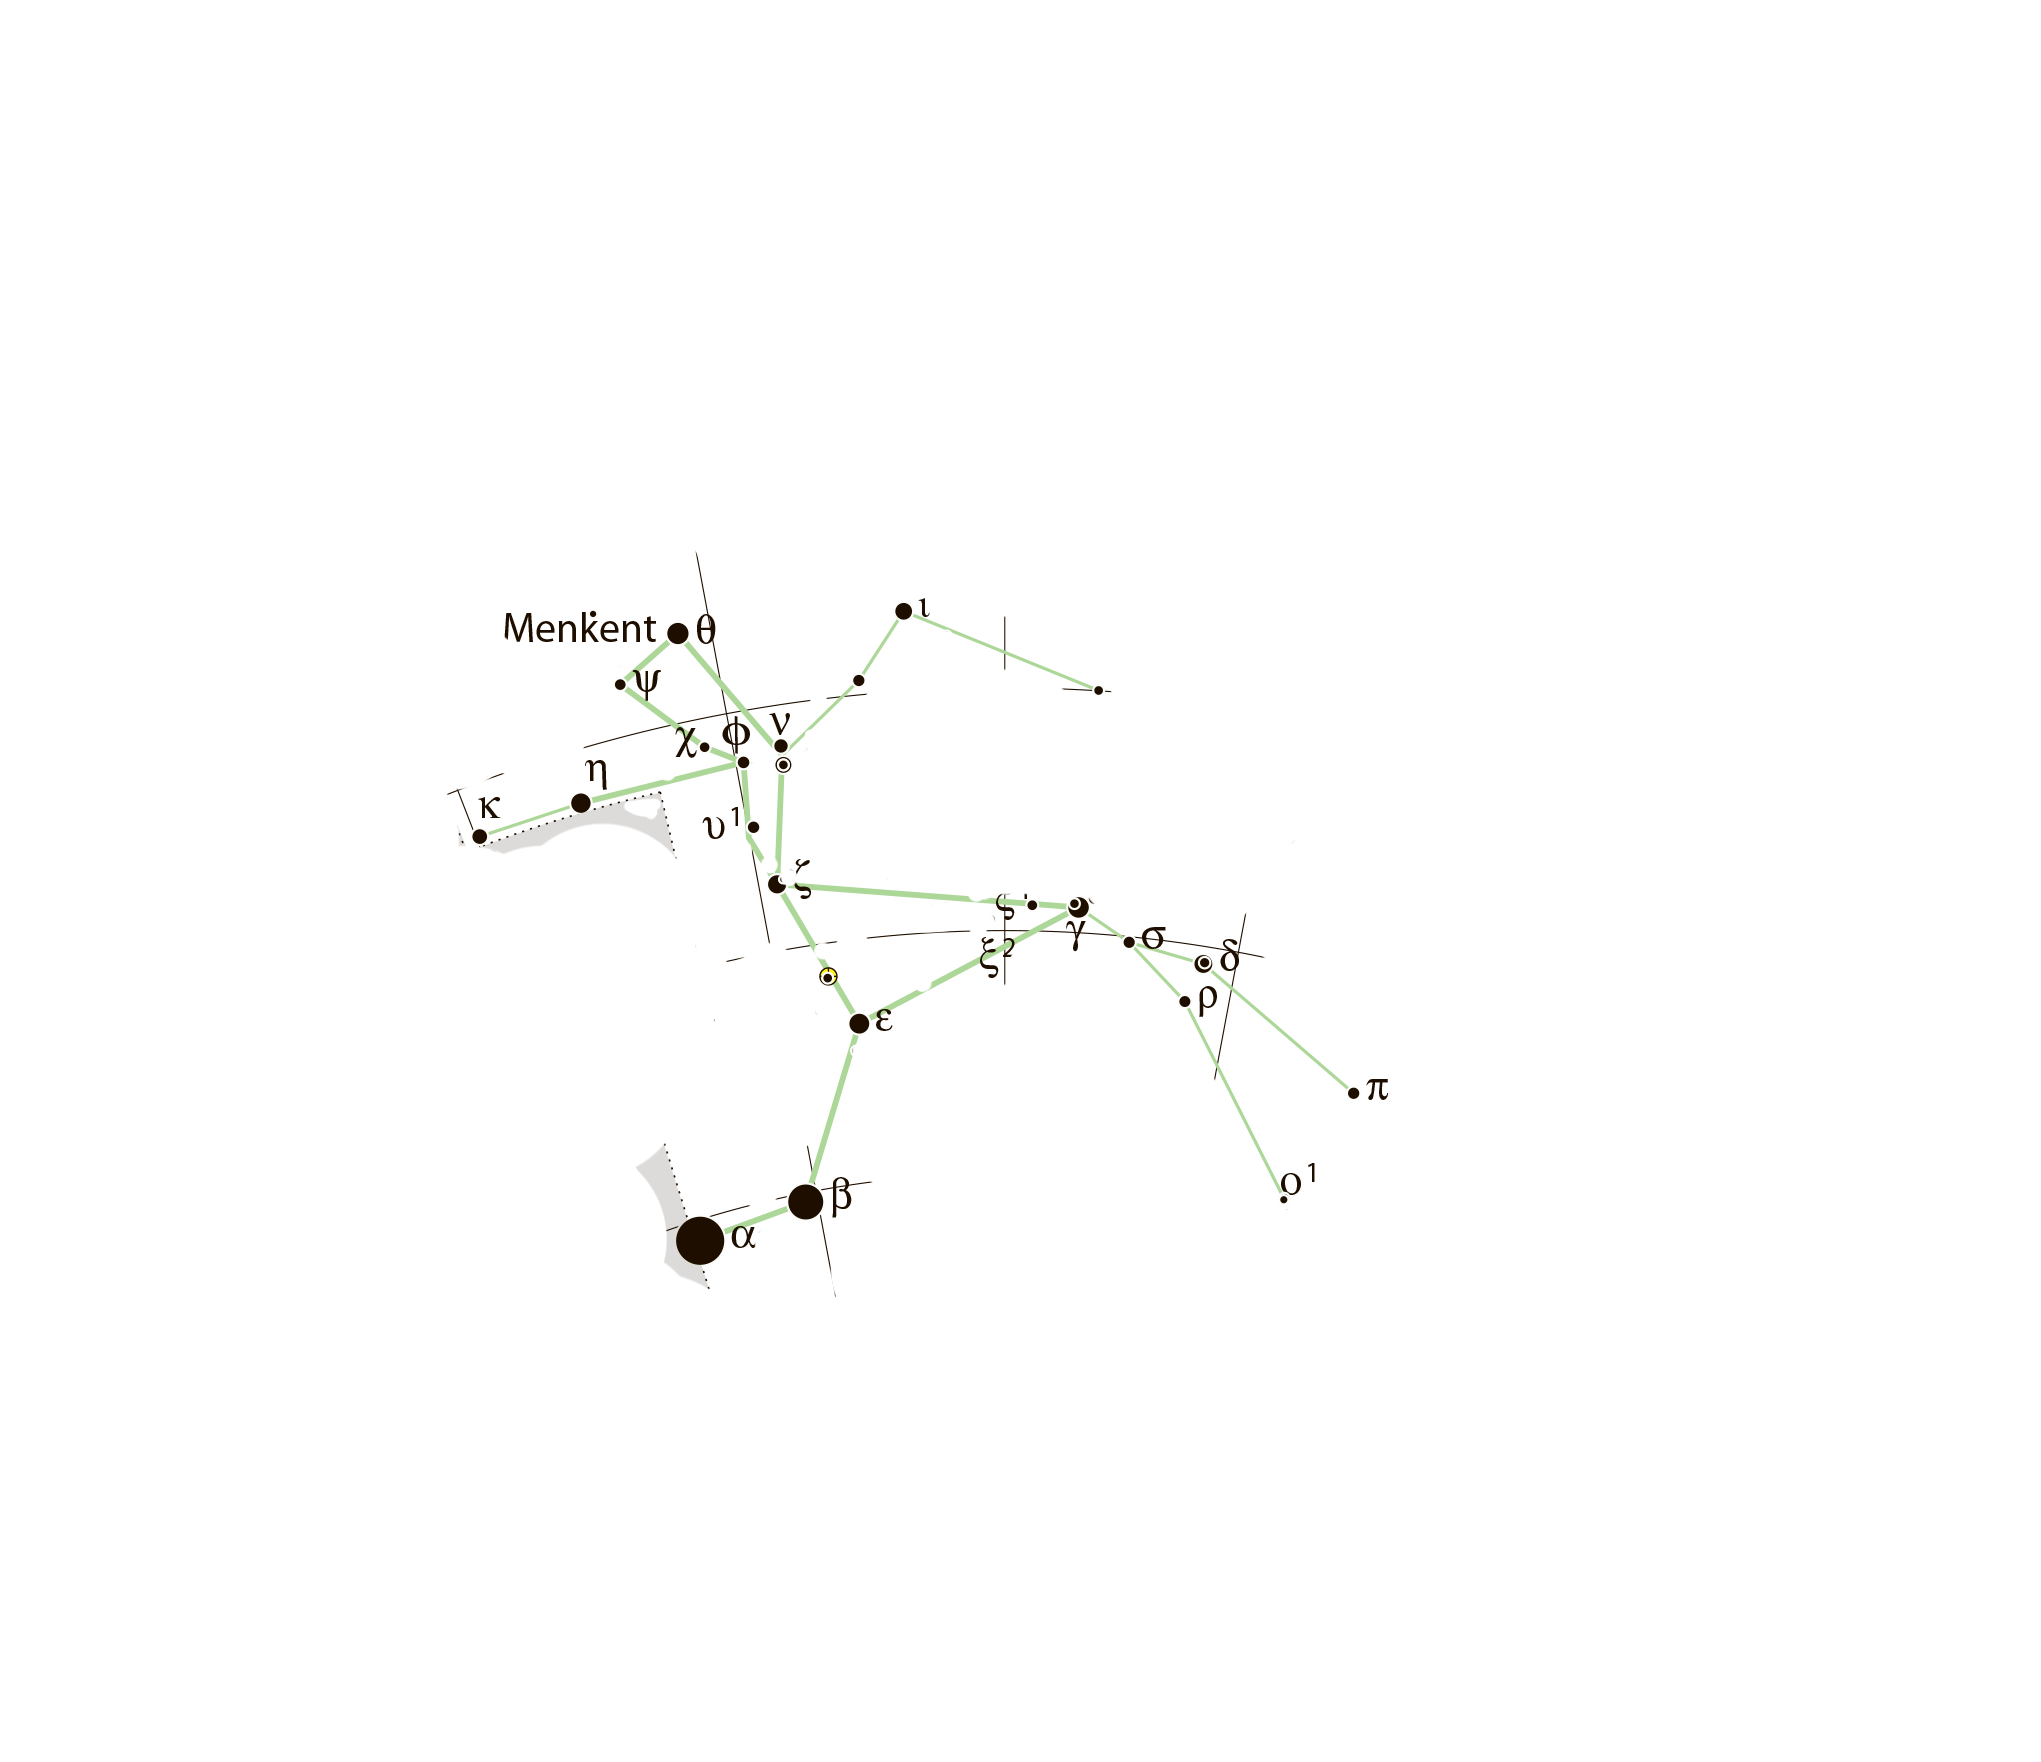 ι
Menkent θ
ψ
ν
χ φ
η
κ
υ1
ζ
ξ1
γ
σ
ξ2
δ
ρ
ε
π
ο1
β
α